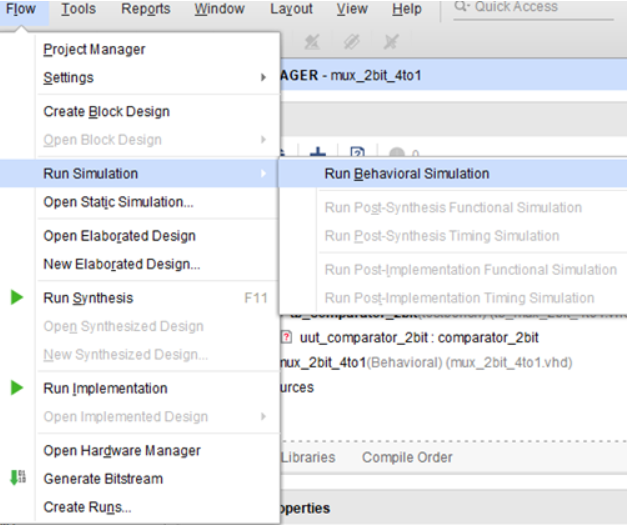 Flow Tools Reports Window Layout View Help Q- Quick Access
Project Manager
Settings
AGER - mux_2bit_4to1
Create Block Design
Open Block Design
0
Run Simulation
Run Behavioral Simulation
Open Static Simulation...
Run Post-Synthesis Functional Simulation
Open Elaborated Design
Run Post-Synthesis Timing Simulation
New Elaborated Design...
Run Post-Implementation Functional Simulation
Run Synthesis F11
Run Post-Implementation Timing Simulation
Open Synthesized Design
uut_comparator_2bit : comparator_2bit
New Synthesized Design...
mux_2bit_4to1(Behavioral) (mux_2bit_4to1.vhd)
Run Implementation
urces
Open Implemented Design
Open Hardware Manager
Libraries Compile Order
Generate Bitstream
Create Runs...
operties